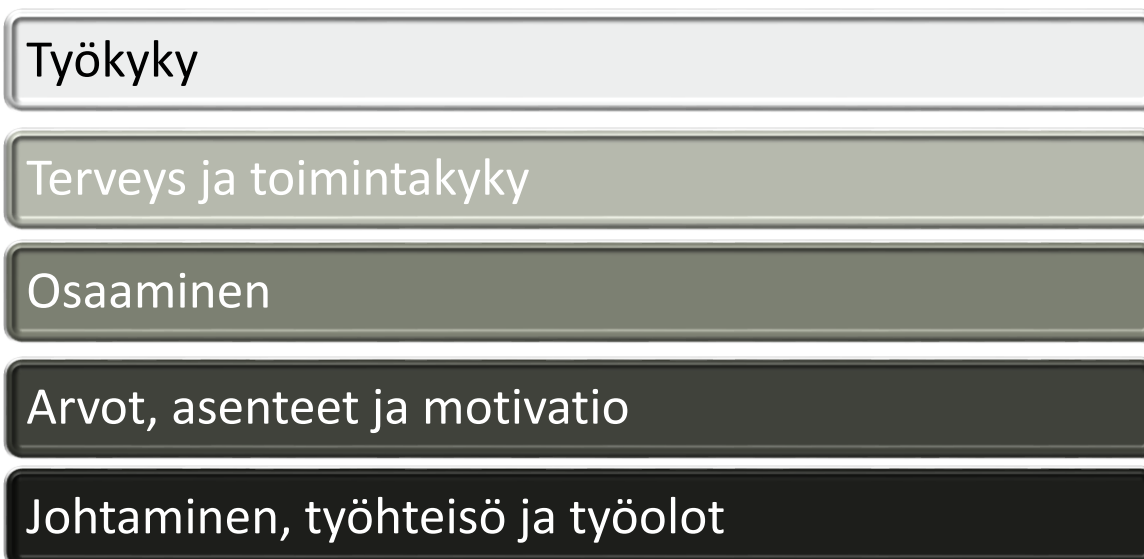 Työkyky
Terveys ja toimintakyky
Osaaminen
Arvot, asenteet ja motivatio
Johtaminen, työhteisö ja työolot